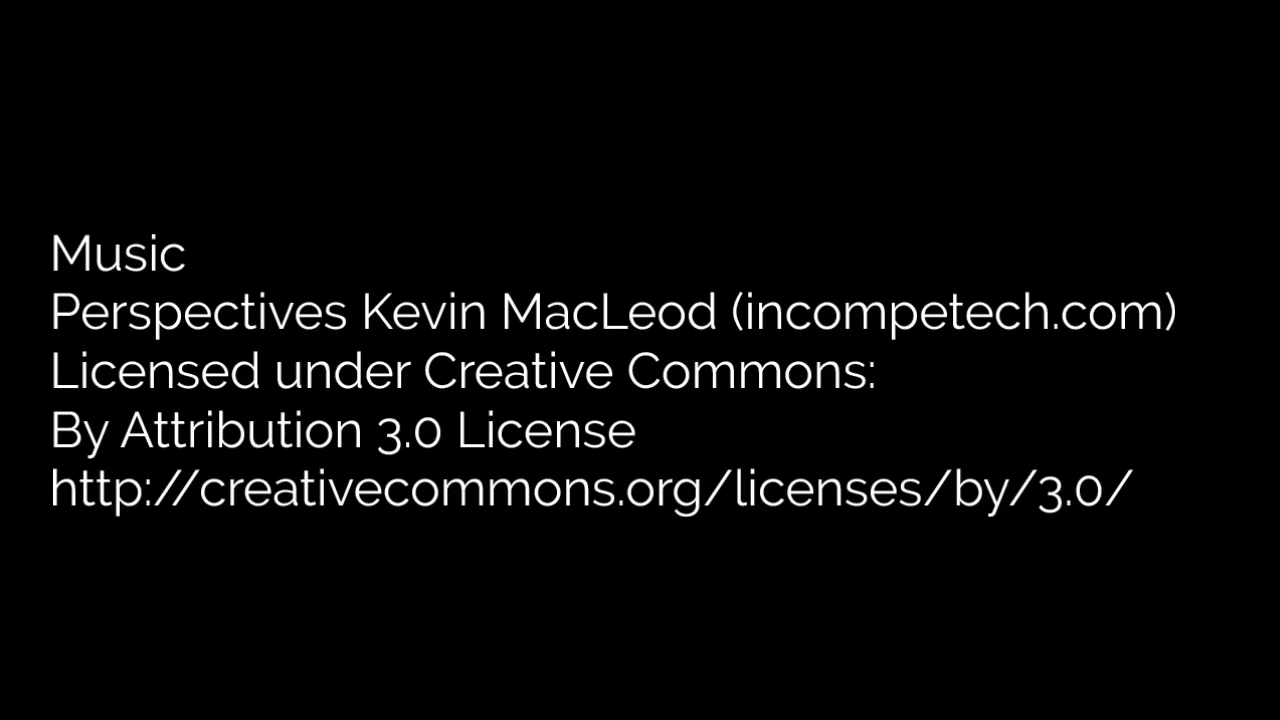 Music
Perspectives Kevin MacLeod (incompetech.com)
Licensed under Creative Commons:
By Attribution 3.0 License
http://creativecommons.org/licenses/by/3.0/